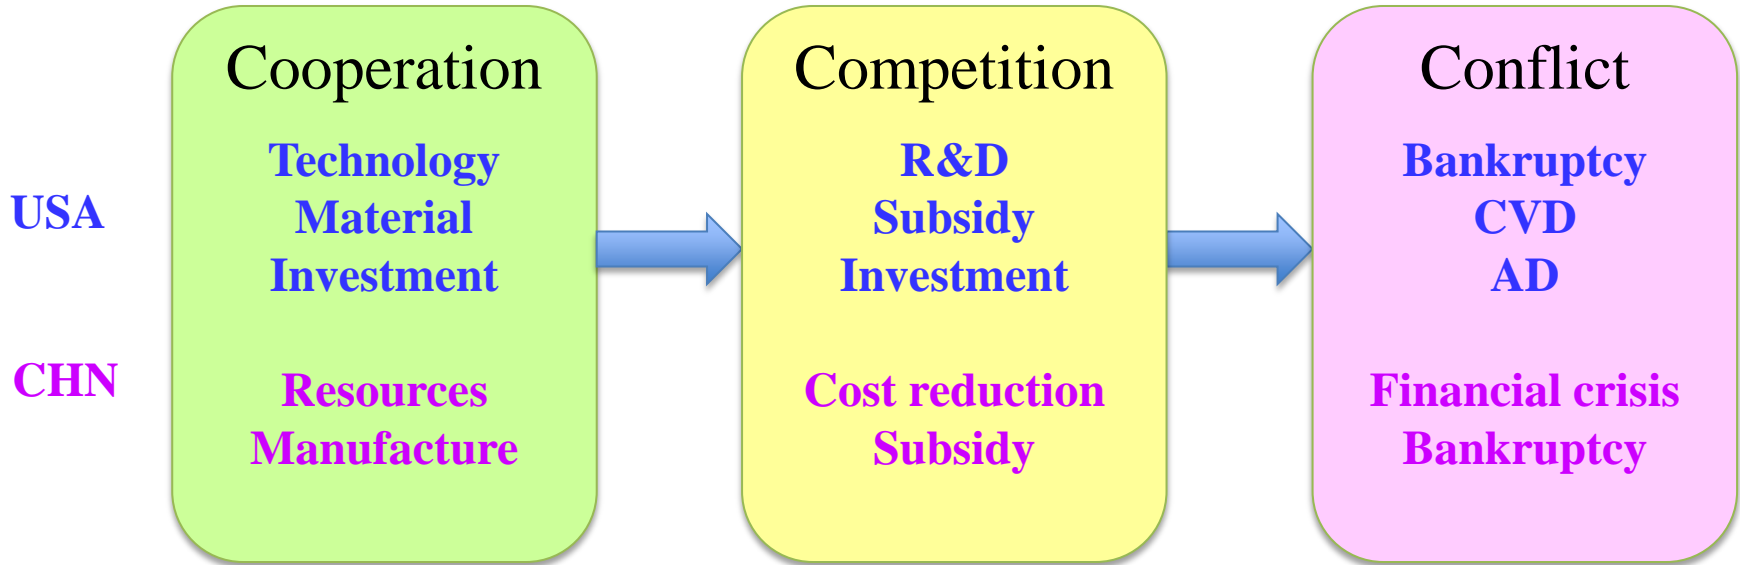 Cooperation
Technology
Material
Investment
Resources
Manufacture
Competition
R&D
Subsidy
Investment
Cost reduction
Subsidy
Conflict
Bankruptcy
CVD
AD
Financial crisis
Bankruptcy
USA
CHN